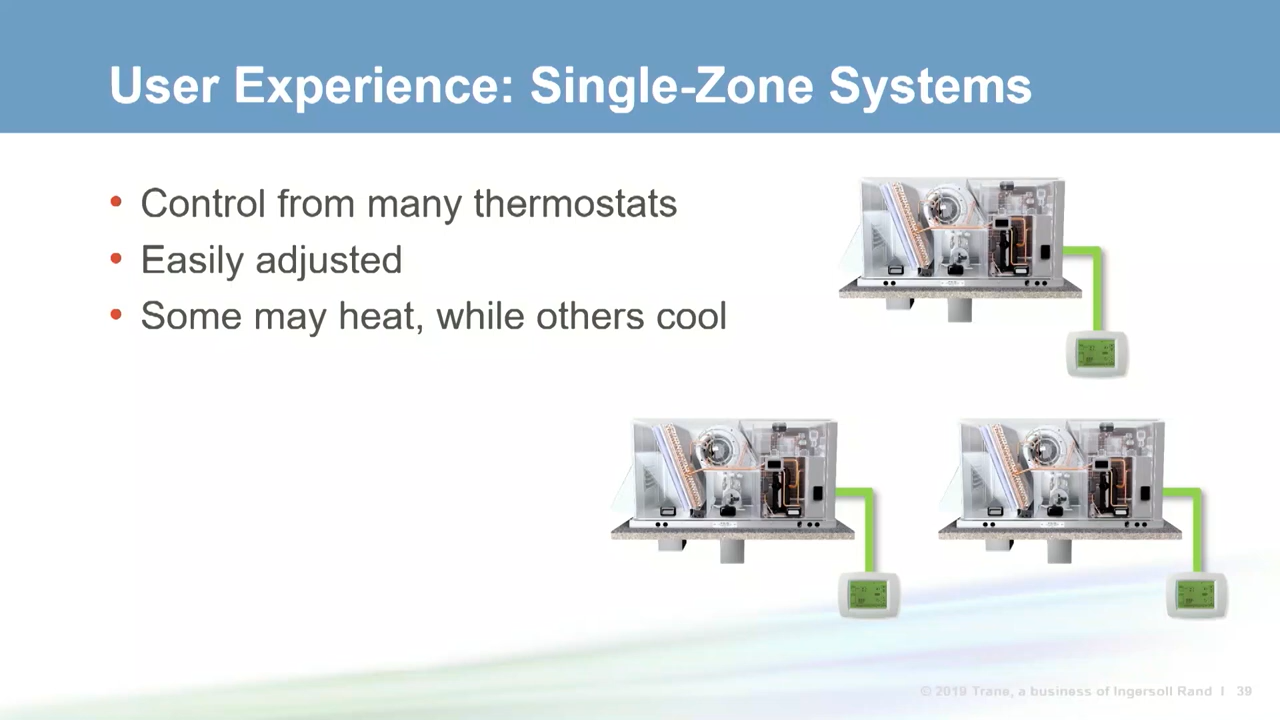 User Experience: Single-Zone Systems
• Control from many thermostats
• Easily adjusted
• Some may heat, while others cool
© 2019 Trane, a business of Ingersoll Rand | 39